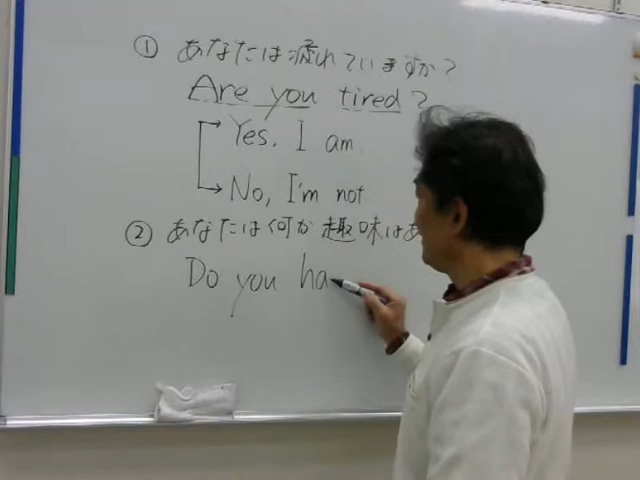 ① あなたは疲れていますか?
Are you tired?
Yes. I am.
No, I'm not
② あなたは何か趣味はあ
Do you ha